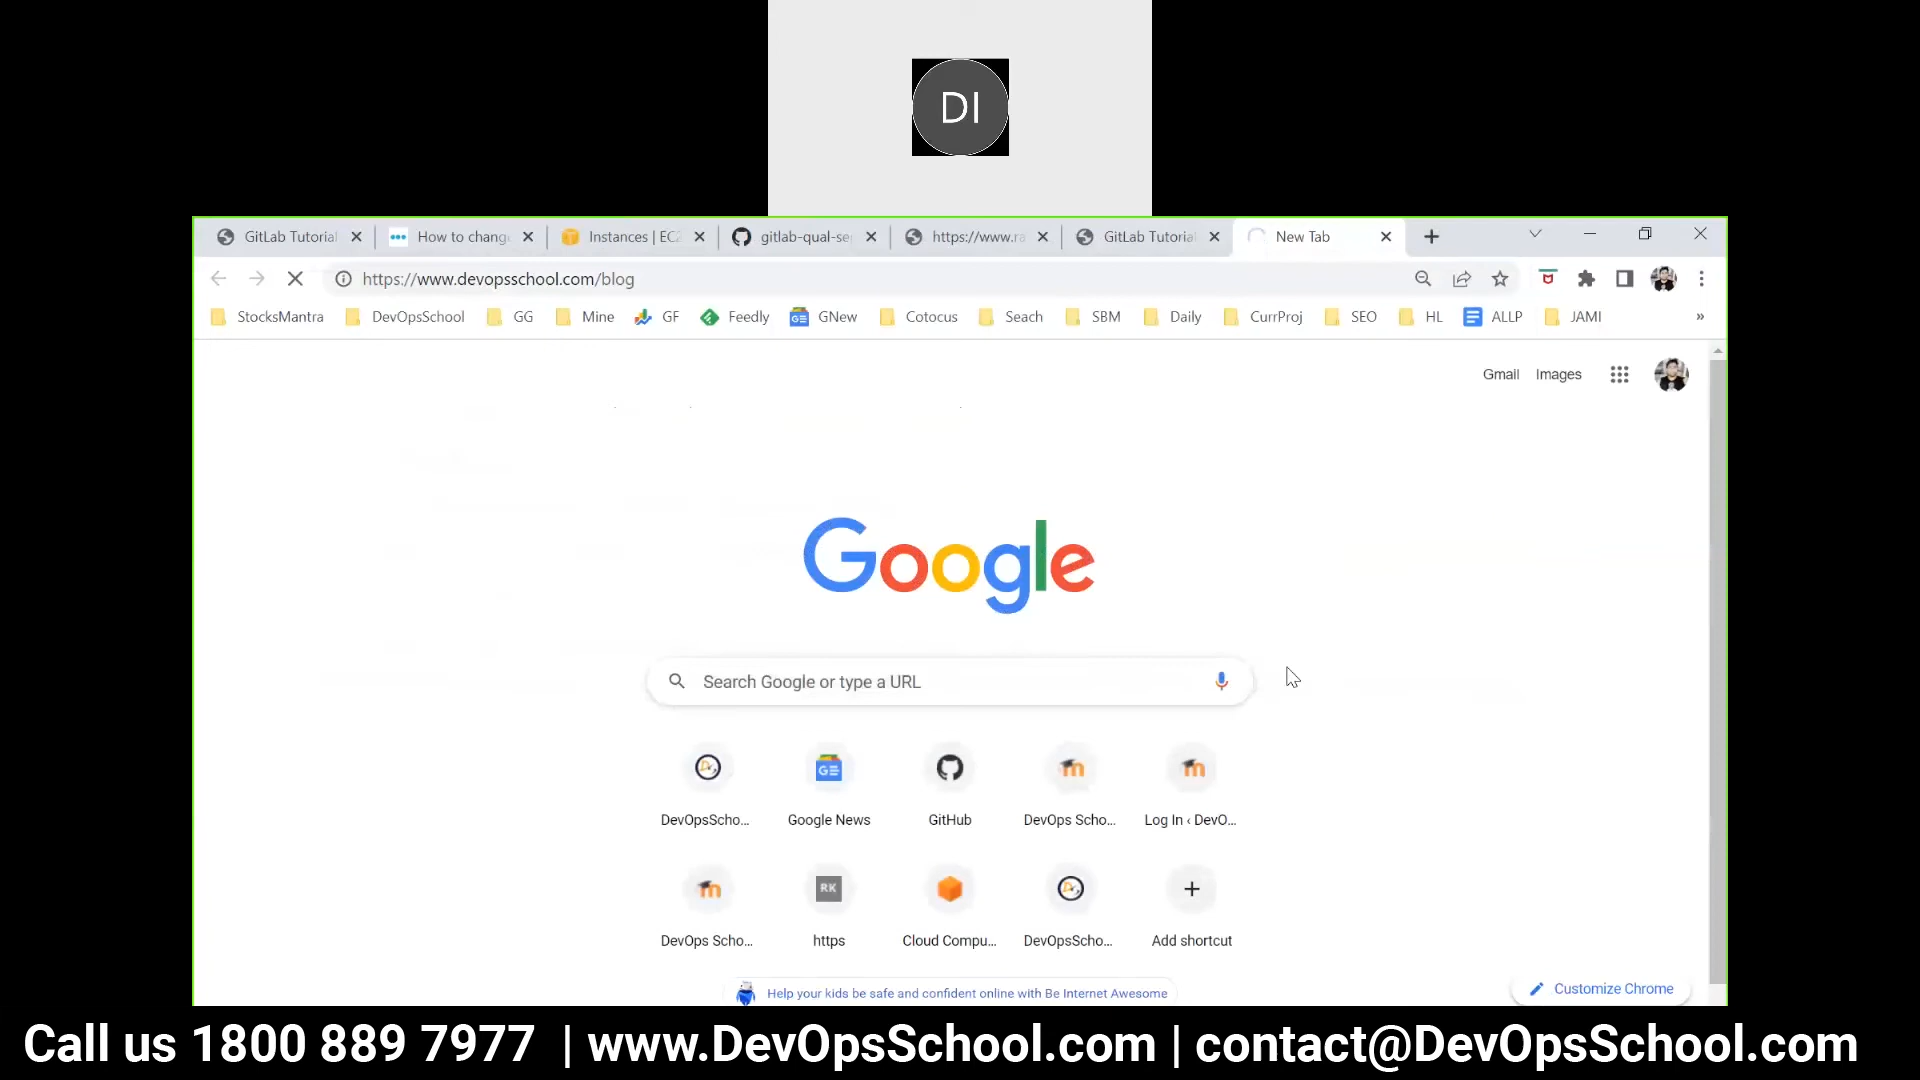 DI
GitLab Tutorial
How to change
Instances | EC2
gitlab-qual-se
https://www.ra
GitLab Tutorial
New Tab
https://www.devopsschool.com/blog
StocksMantra
DevOpsSchool
GG
Mine
GF
Feedly
GNew
Cotocus
Seach
SBM
Daily
CurrProj
SEO
HL
ALLP
JAMI
»
Gmail
Images
Google
Search Google or type a URL
DevOpsScho...
Google News
GitHub
DevOps Scho...
Log In ‹ DevO...
RK
DevOps Scho...
https
Cloud Compu...
DevOpsScho...
Add shortcut
Help your kids be safe and confident online with Be Internet Awesome
Customize Chrome
Call us 1800 889 7977 | www.DevOpsSchool.com | contact@DevOpsSchool.com